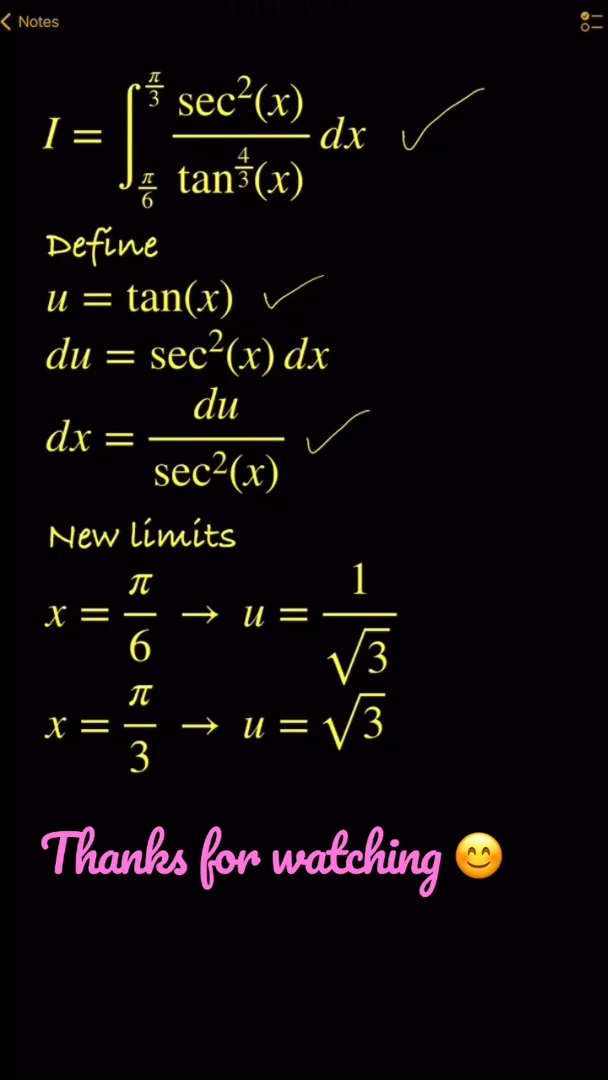 Notes
I = ∫_{π/6}^{π/3} sec²(x)/tan^{4/3}(x) dx
Define
u = tan(x)
du = sec²(x) dx
dx = du/sec²(x)
New limits
x = π/6 → u = 1/√3
x = π/3 → u = √3
Thanks for watching 😊